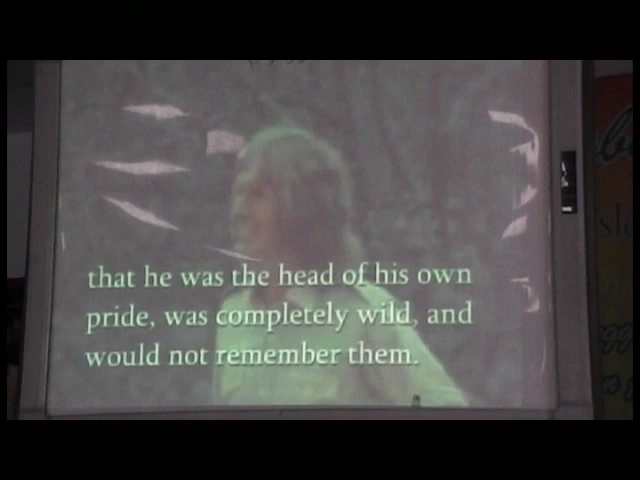 that he was the head of his own
pride, was completely wild, and
would not remember them.